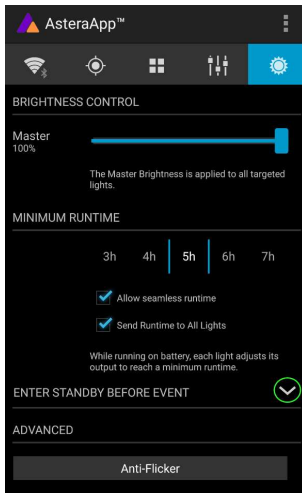 AsteraApp™
BRIGHTNESS CONTROL
Master
100%
The Master Brightness is applied to all targeted
lights.
MINIMUM RUNTIME
3h 4h 5h 6h 7h
Allow seamless runtime
Send Runtime to All Lights
While running on battery, each light adjusts its
output to reach a minimum runtime.
ENTER STANDBY BEFORE EVENT
ADVANCED
Anti-Flicker